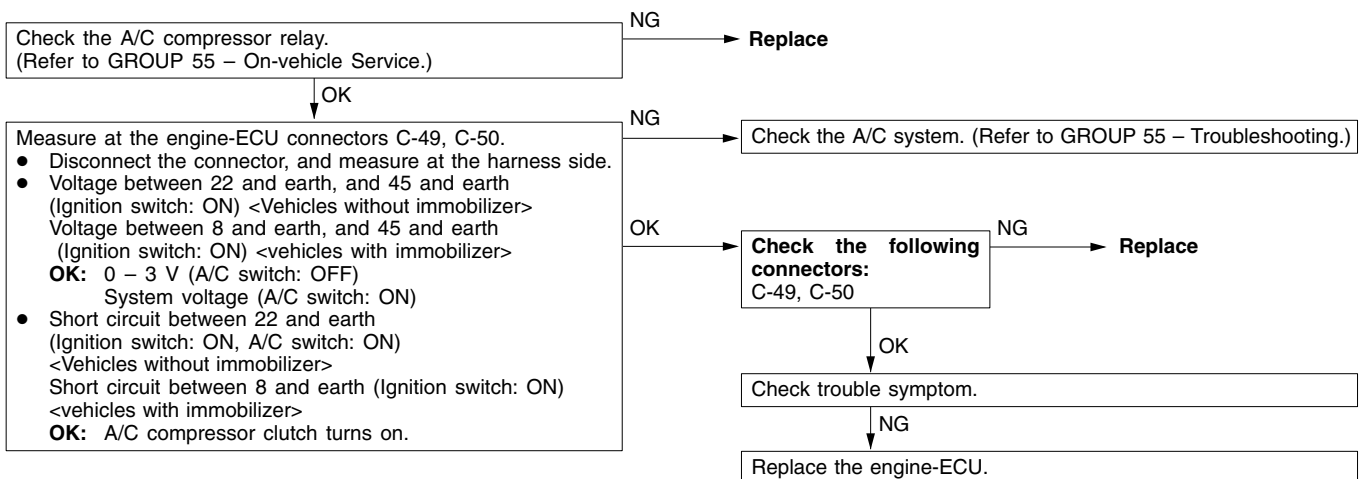 Check the A/C compressor relay.
(Refer to GROUP 55 – On-vehicle Service.)
NG
Replace
OK
Measure at the engine-ECU connectors C-49, C-50.
● Disconnect the connector, and measure at the harness side.
● Voltage between 22 and earth, and 45 and earth
(Ignition switch: ON) <Vehicles without immobilizer>
Voltage between 8 and earth, and 45 and earth
(Ignition switch: ON) <vehicles with immobilizer>
OK: 0 – 3 V (A/C switch: OFF)
System voltage (A/C switch: ON)
● Short circuit between 22 and earth
(Ignition switch: ON, A/C switch: ON)
<Vehicles without immobilizer>
Short circuit between 8 and earth (Ignition switch: ON)
<vehicles with immobilizer>
OK: A/C compressor clutch turns on.
NG
Check the A/C system. (Refer to GROUP 55 – Troubleshooting.)
OK
Check the following
connectors:
C-49, C-50
NG
Replace
OK
Check trouble symptom.
NG
Replace the engine-ECU.